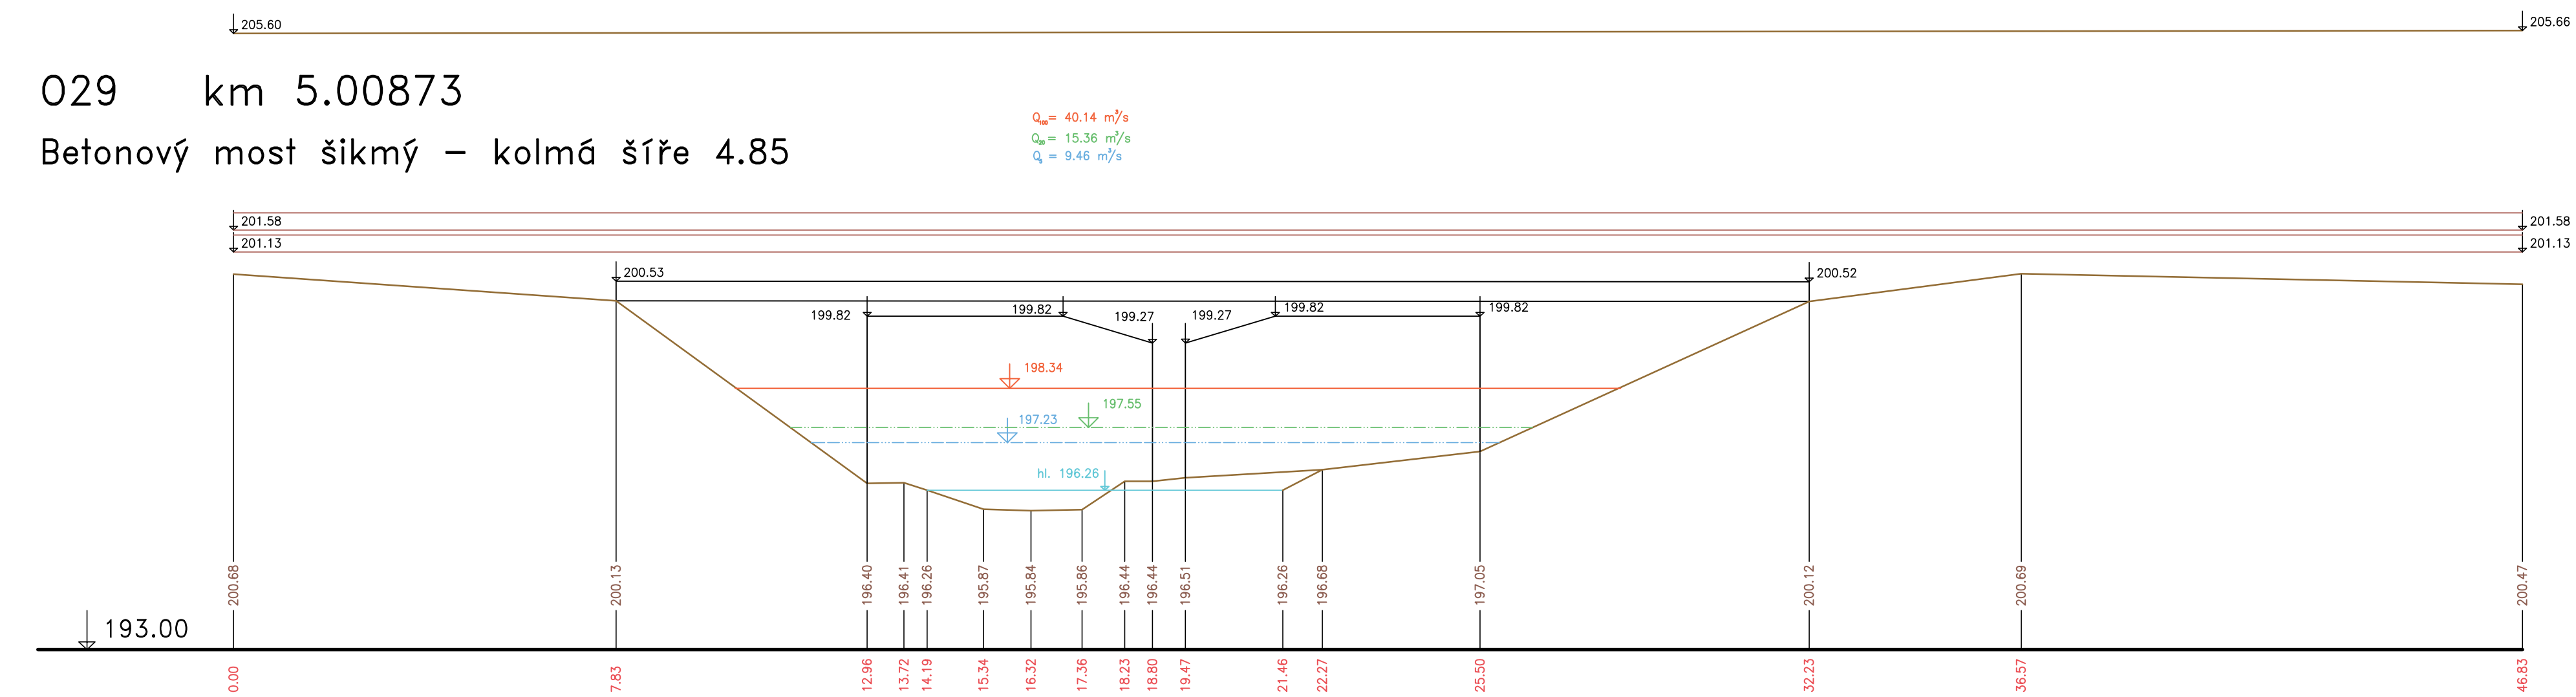 205.60 205.66
O29 km 5.00873
Q100= 40.14 m³/s
Betonový most šikmý – kolmá šíře 4.85
Q20= 15.36 m³/s
Q5 = 9.46 m³/s
201.58 201.58
201.13 201.13
200.53 200.52
199.82 199.82 199.27 199.27 199.82 199.82
198.34
197.55
197.23
hl. 196.26
200.68 200.13 196.40 196.41 196.26 195.87 195.84 195.86 196.44 196.44 196.51 196.26 196.68 197.05 200.12 200.69 200.47
193.00
0.00 7.83 12.96 13.72 14.19 15.34 16.32 17.36 18.23 18.80 19.47 21.46 22.27 25.50 32.23 36.57 46.83